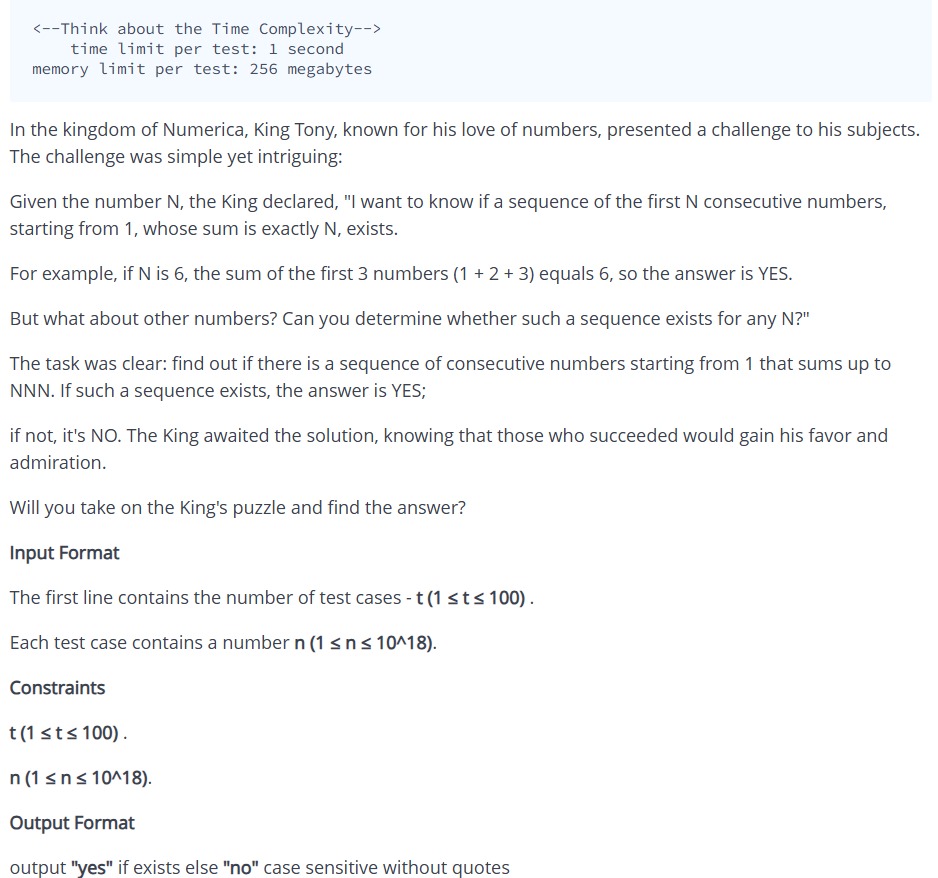 <--Think about the Time Complexity-->
time limit per test: 1 second
memory limit per test: 256 megabytes
In the kingdom of Numerica, King Tony, known for his love of numbers, presented a challenge to his subjects.
The challenge was simple yet intriguing:
Given the number N, the King declared, "I want to know if a sequence of the first N consecutive numbers,
starting from 1, whose sum is exactly N, exists.
For example, if N is 6, the sum of the first 3 numbers (1 + 2 + 3) equals 6, so the answer is YES.
But what about other numbers? Can you determine whether such a sequence exists for any N?"
The task was clear: find out if there is a sequence of consecutive numbers starting from 1 that sums up to
NNN. If such a sequence exists, the answer is YES;
if not, it's NO. The King awaited the solution, knowing that those who succeeded would gain his favor and
admiration.
Will you take on the King's puzzle and find the answer?
Input Format
The first line contains the number of test cases - t (1 ≤ t ≤ 100) .
Each test case contains a number n (1 ≤ n ≤ 10^18).
Constraints
t (1 ≤ t ≤ 100) .
n (1 ≤ n ≤ 10^18).
Output Format
output "yes" if exists else "no" case sensitive without quotes